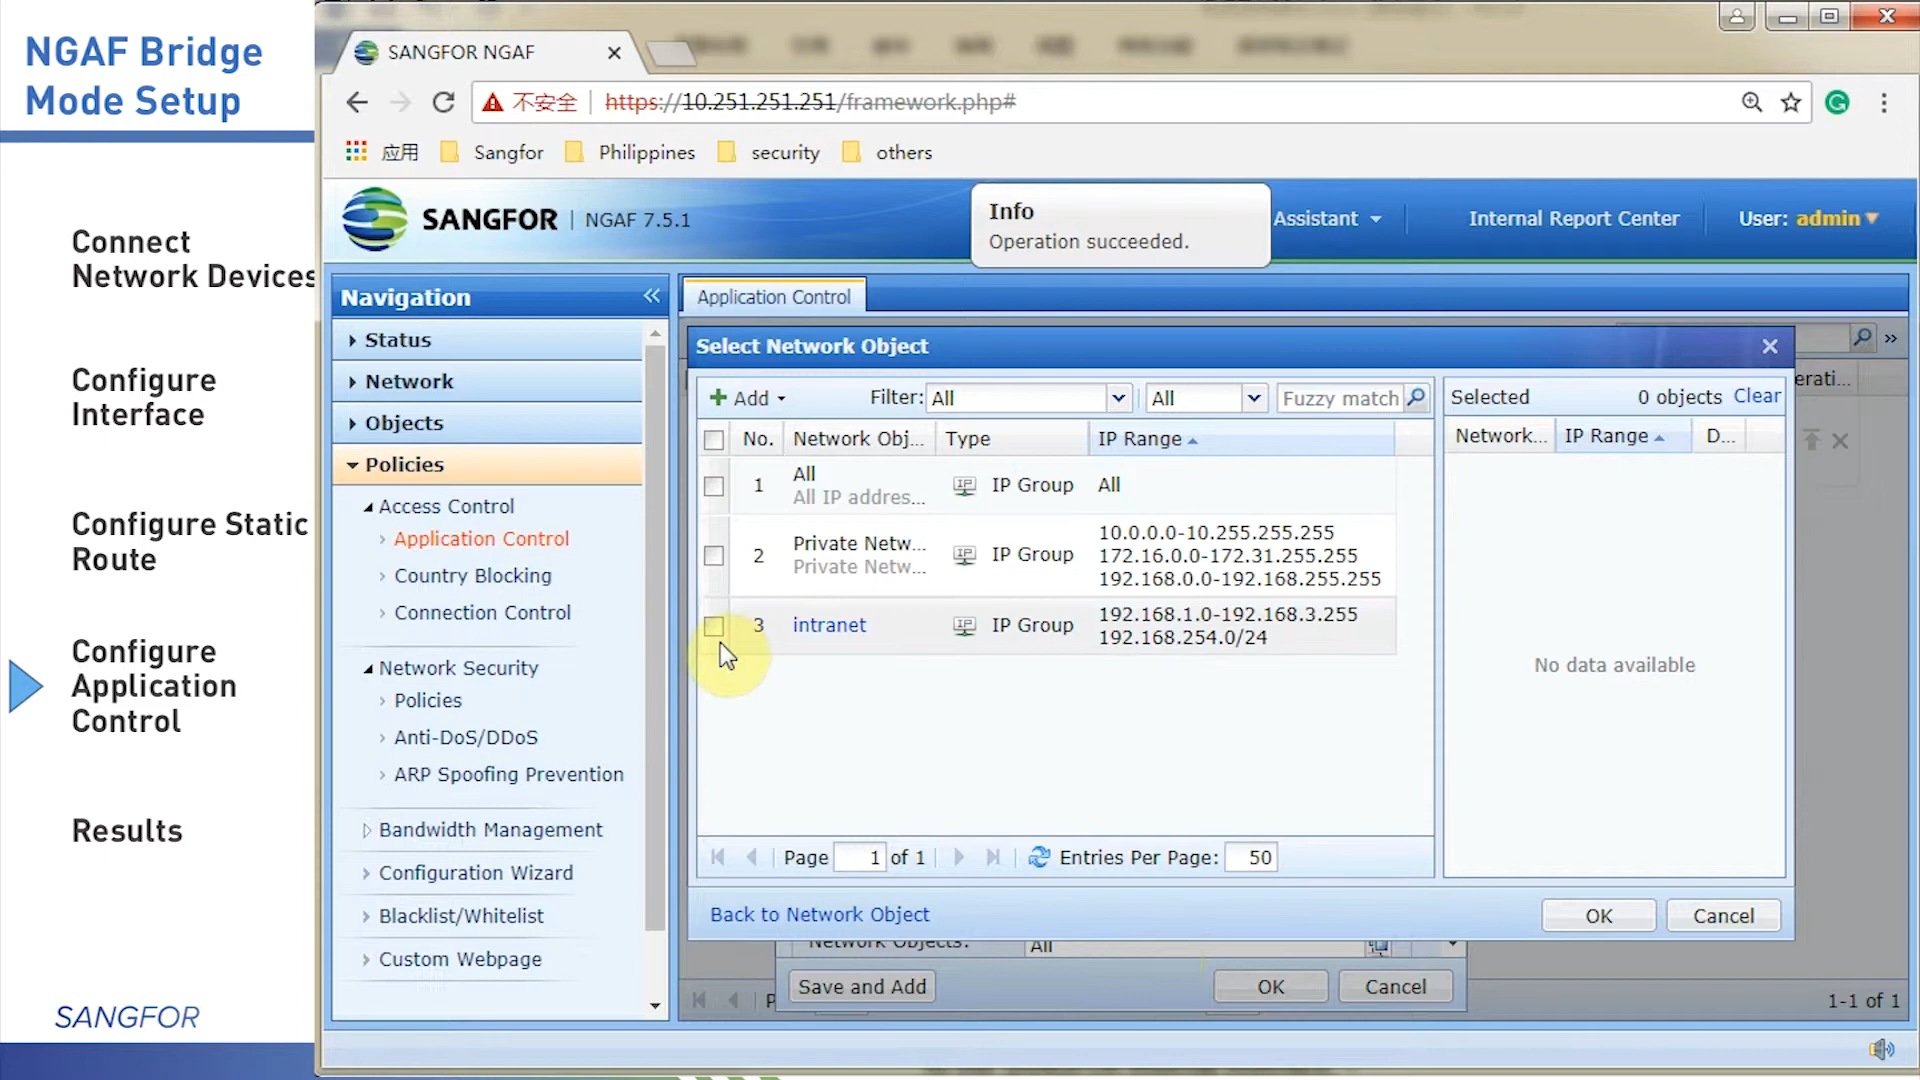 NGAF Bridge
Mode Setup
Connect
Network Devices
Configure
Interface
Configure Static
Route
Configure
Application
Control
Results
SANGFOR
SANGFOR NGAF
不安全
https://10.251.251.251/framework.php#
应用
Sangfor
Philippines
security
others
SANGFOR
NGAF 7.5.1
Info
Operation succeeded.
Assistant
Internal Report Center
User: admin
Navigation
Status
Network
Objects
Policies
Access Control
Application Control
Country Blocking
Connection Control
Network Security
Policies
Anti-DoS/DDoS
ARP Spoofing Prevention
Bandwidth Management
Configuration Wizard
Blacklist/Whitelist
Custom Webpage
Application Control
erati...
Select Network Object
Add
Filter: All
All
Fuzzy match
No. Network Obj... Type IP Range
1 All IP Group All
All IP addres...
2 Private Netw... IP Group 10.0.0.0-10.255.255.255
Private Netw... 172.16.0.0-172.31.255.255
192.168.0.0-192.168.255.255
3 intranet IP Group 192.168.1.0-192.168.3.255
192.168.254.0/24
Selected 0 objects Clear
Network... IP Range D...
No data available
Page 1 of 1 Entries Per Page: 50
Back to Network Object
OK
Cancel
Network Objects: All
Save and Add
OK
Cancel
P
1-1 of 1